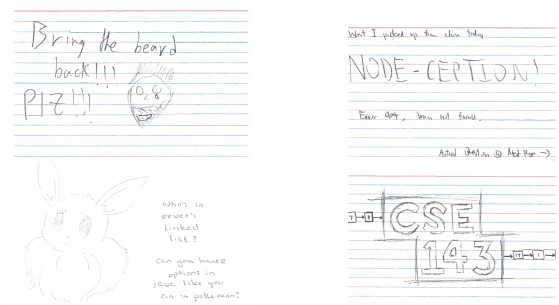 Bring the beard
back!!!
Plz!!!
Who's in
eevee's
linked
list?
Can you have
options in
java like you
can in pokemon?
What I picked up from class today
NODE-CEPTION!
Error 404, brain not found.
Actual Question @ Next Page →
CSE
143